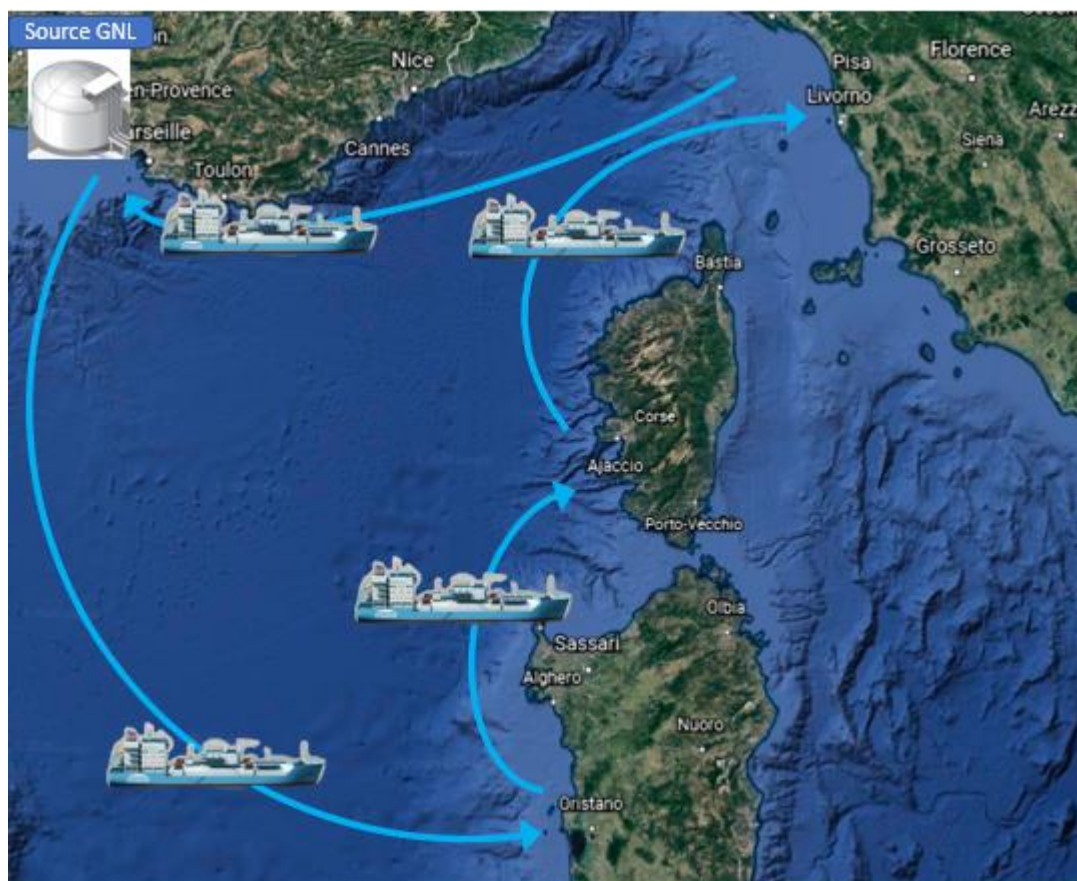 Source GNL
Nice
Florence
Pisa
en-Provence
Livorno
Arezz
arseille
Siena
Cannes
Toulon
Grosseto
Bastia
Corse
Ajaccio
Porto-Vecchio
Olbia
Sassari
Alghero
Nuoro
Oristano